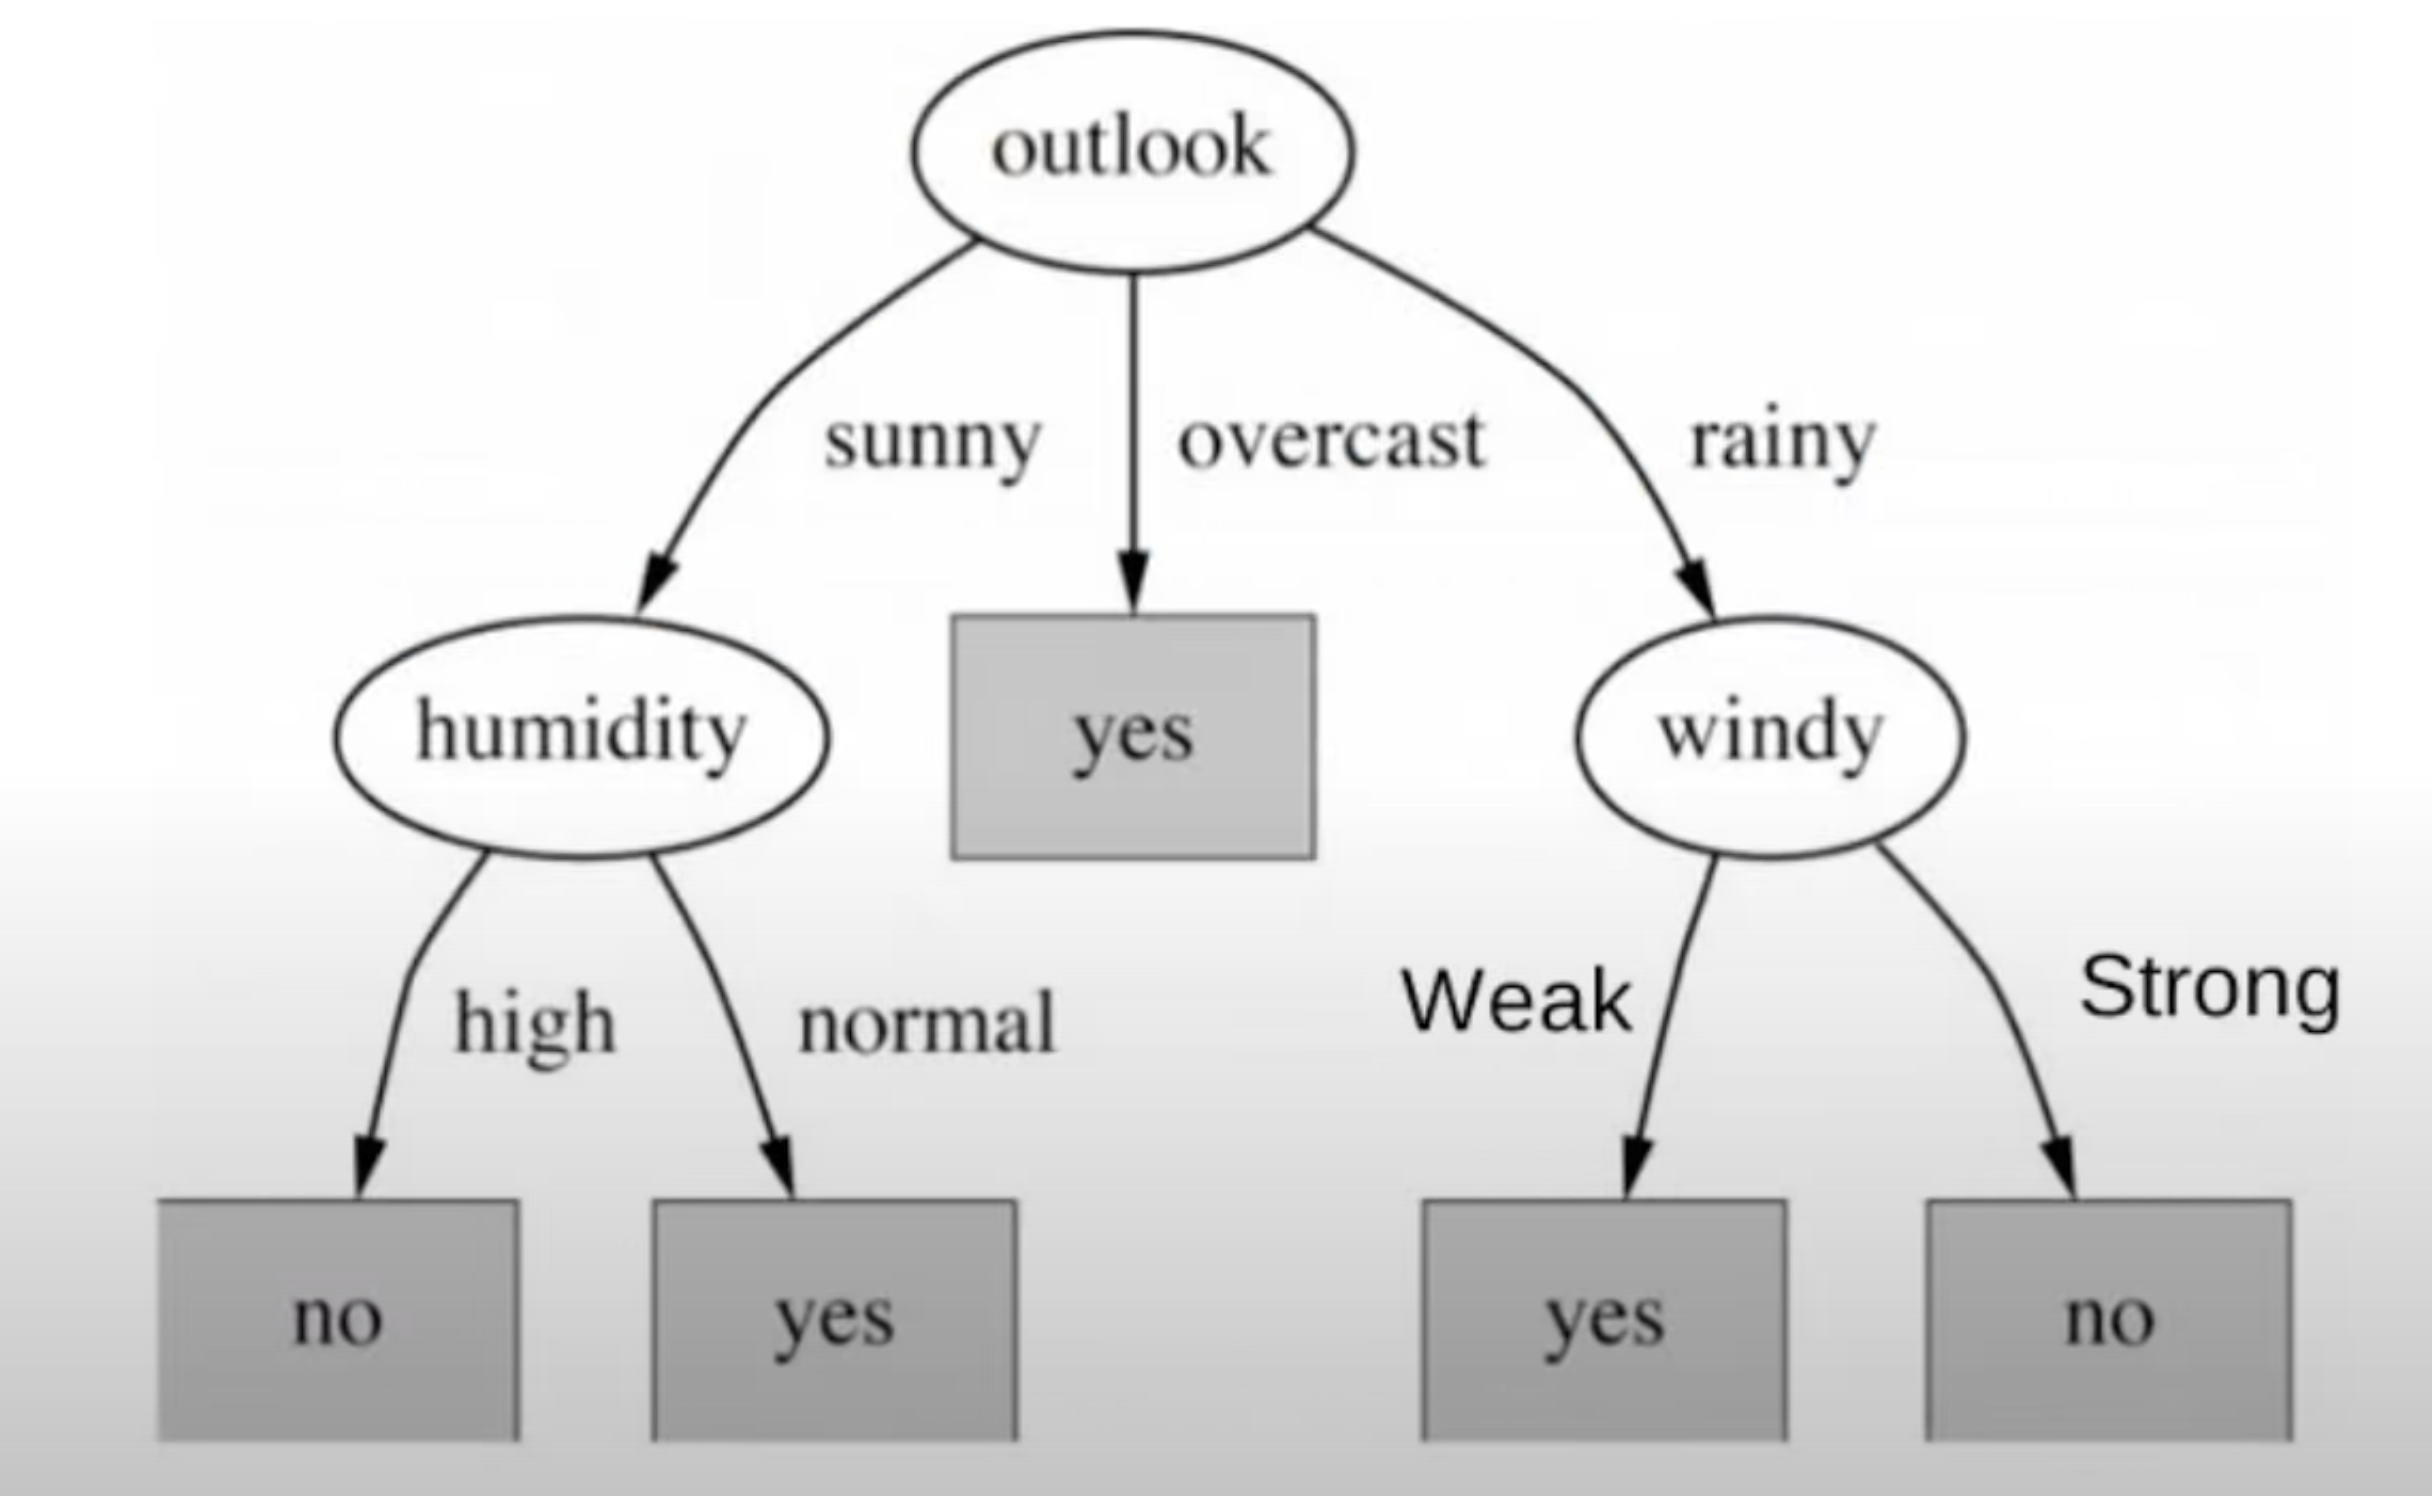 outlook
sunny overcast rainy
humidity yes windy
high normal Weak Strong
no yes yes no